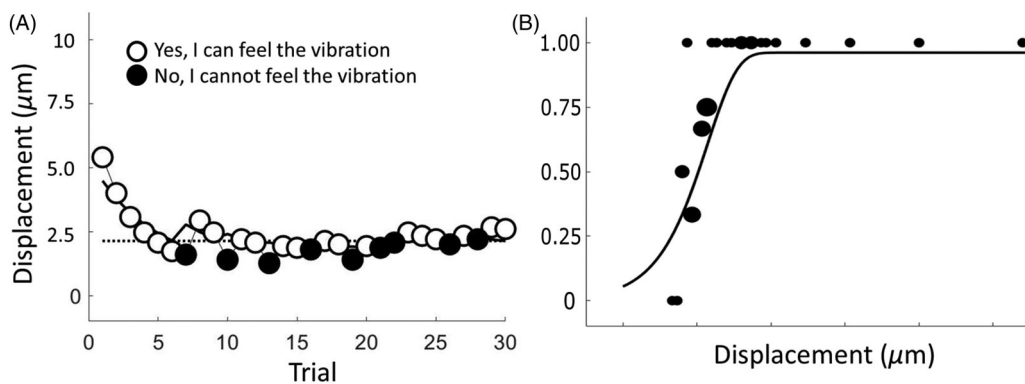 (A)
Displacement (μm)
10
7.5
5.0
2.5
0
Yes, I can feel the vibration
No, I cannot feel the vibration
0 5 10 15 20 25 30
Trial
(B)
1.00
0.75
0.50
0.25
0
Displacement (μm)